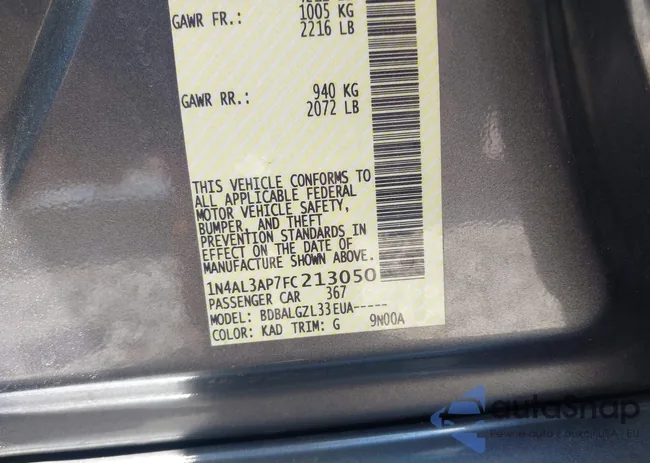 GAWR FR.: 1005 KG
2216 LB
GAWR RR.: 940 KG
2072 LB
THIS VEHICLE CONFORMS TO
ALL APPLICABLE FEDERAL
MOTOR VEHICLE SAFETY,
BUMPER, AND THEFT
PREVENTION STANDARDS IN
EFFECT ON THE DATE OF
MANUFACTURE SHOWN ABOVE.
1N4AL3AP7FC213050
PASSENGER CAR 367
MODEL: BDBALGZL33EUA-----
COLOR: KAD TRIM: G 9N00A
autoSnap